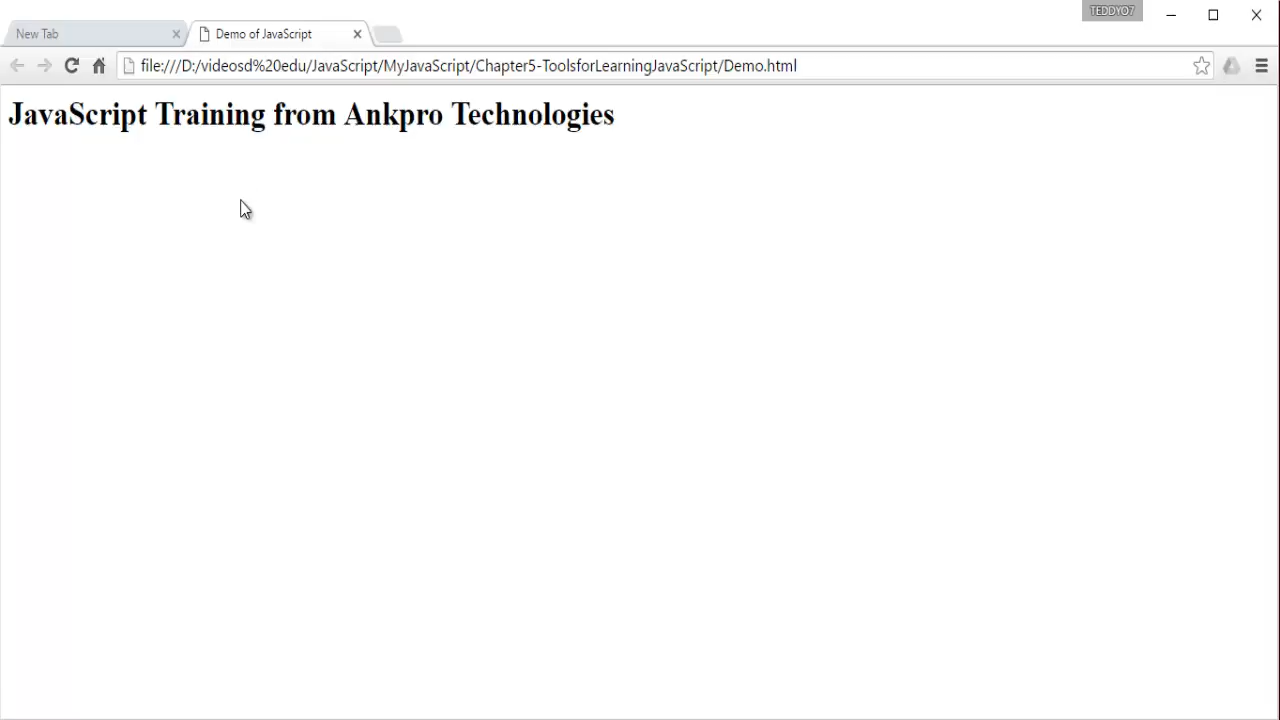 TEDDYO7
New Tab
Demo of JavaScript
file:///D:/videosd%20edu/JavaScript/MyJavaScript/Chapter5-ToolsforLearningJavaScript/Demo.html
JavaScript Training from Ankpro Technologies